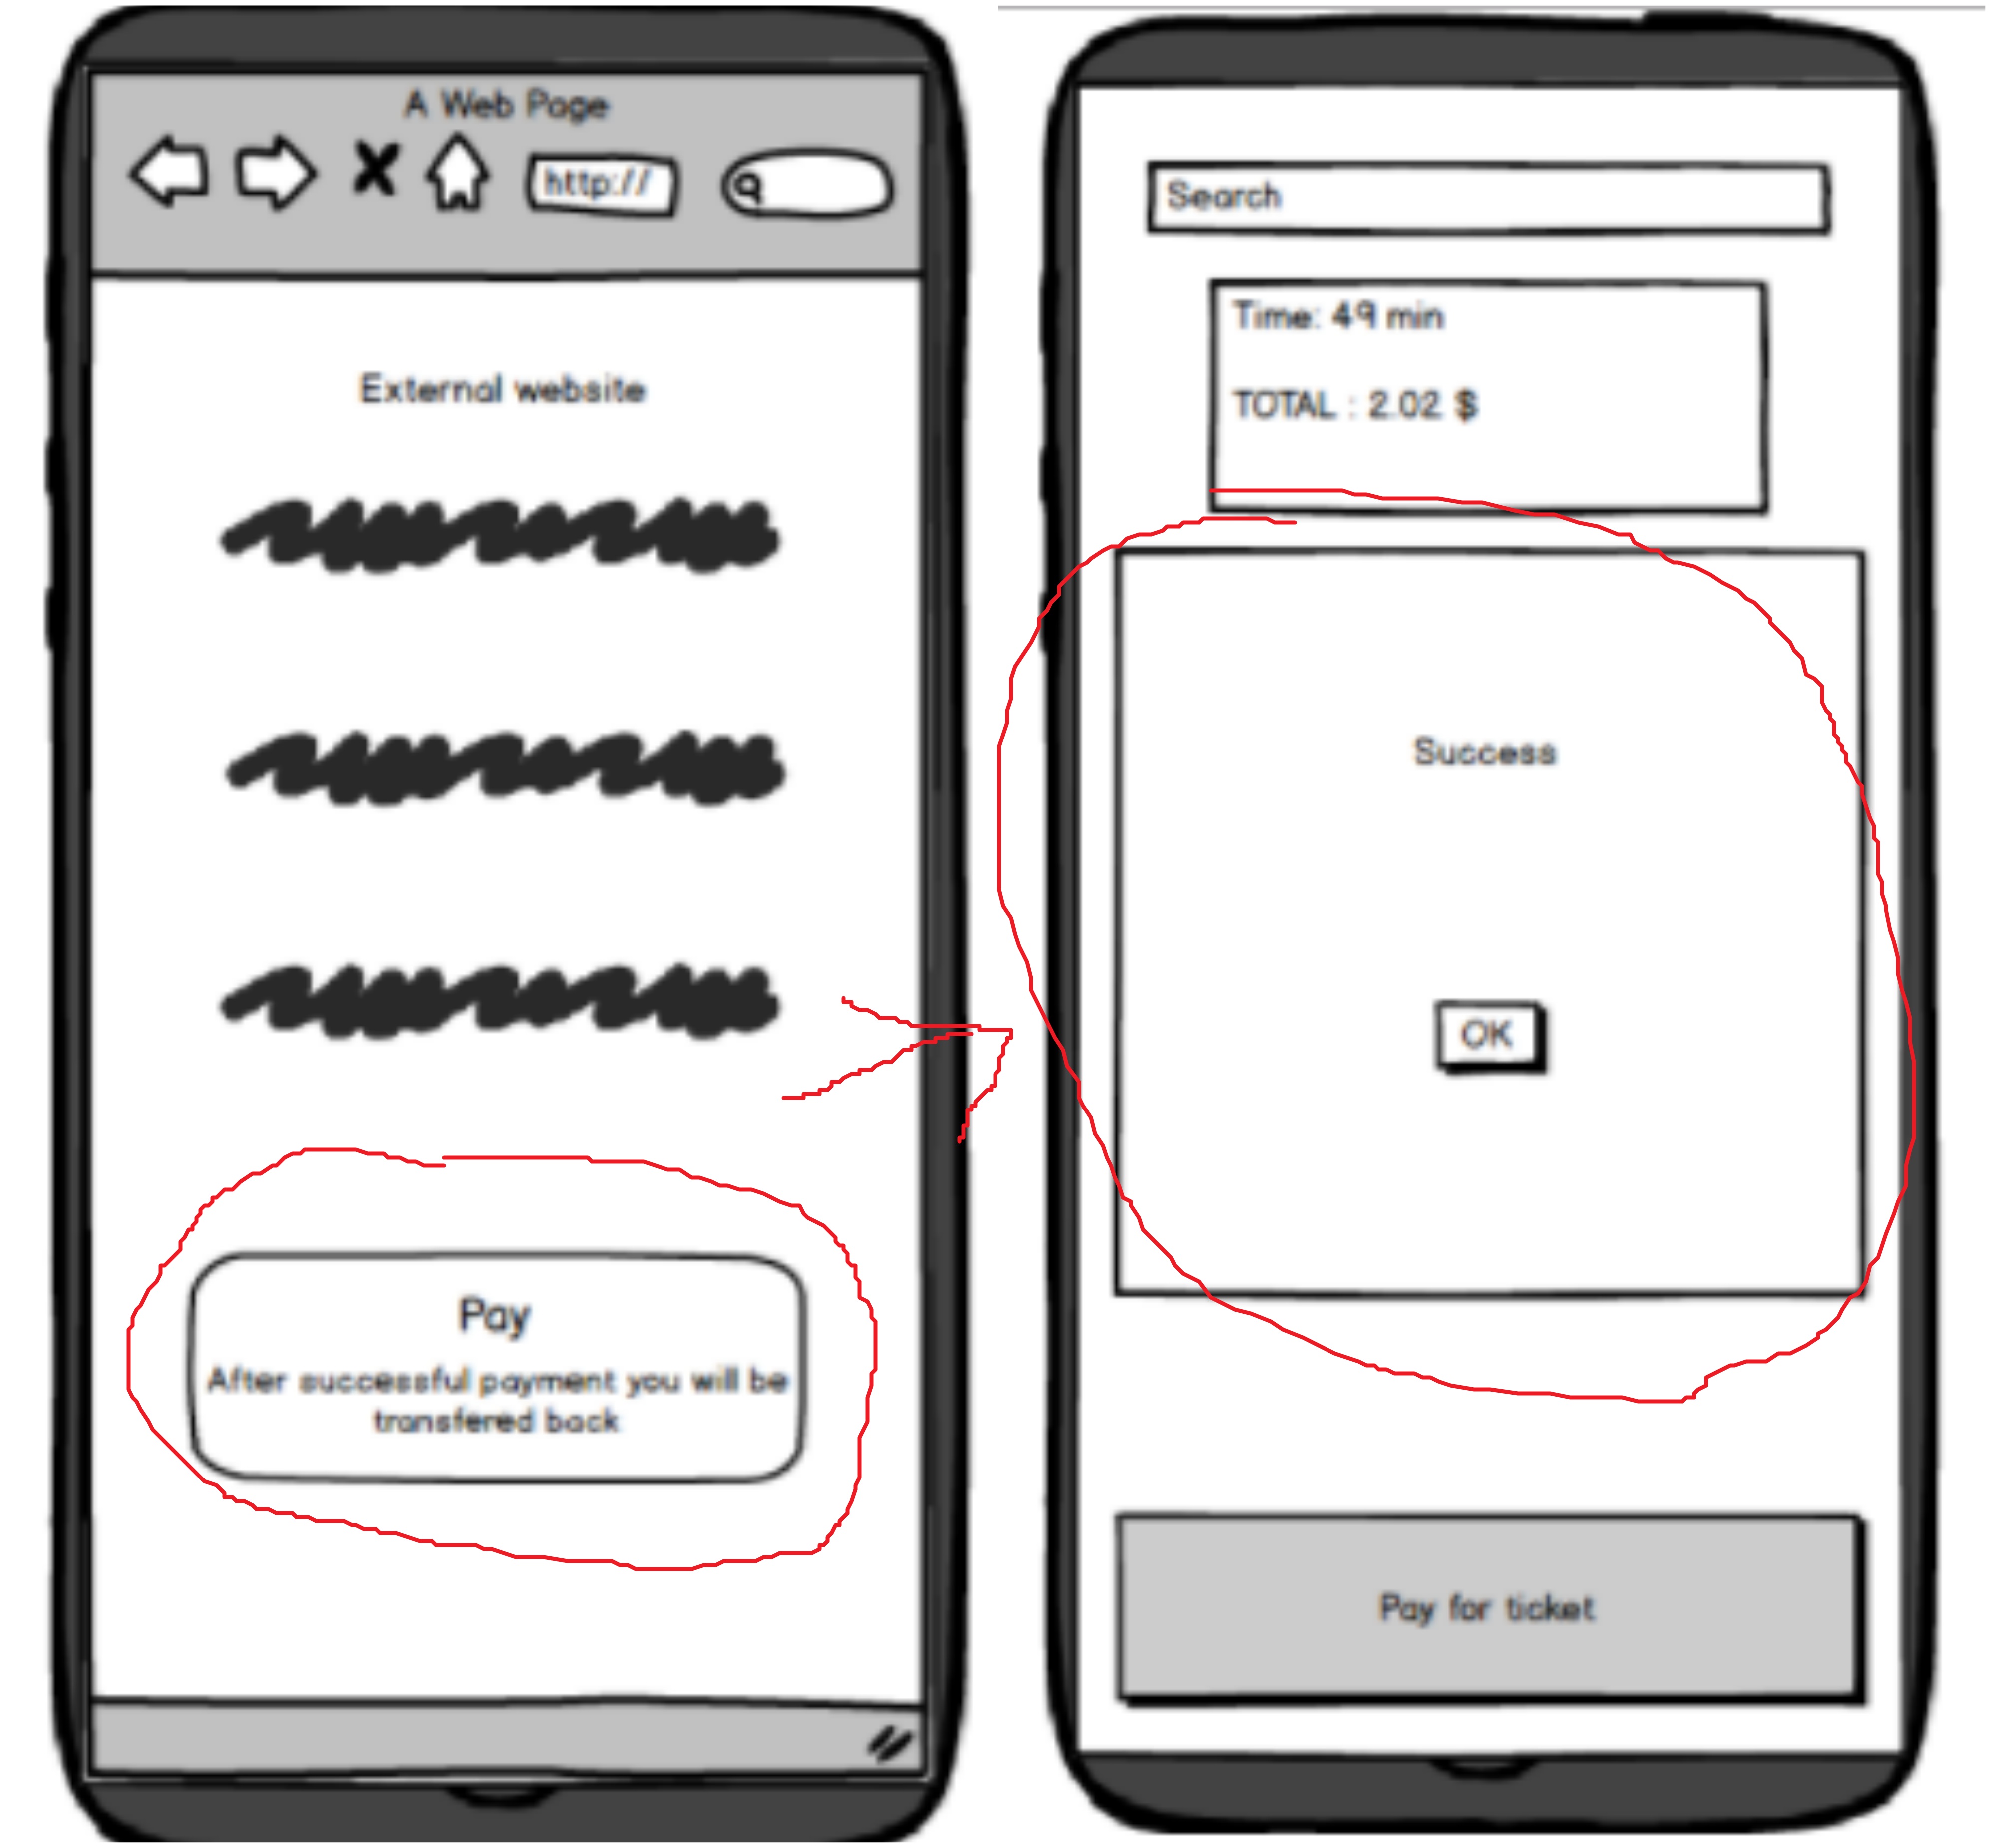 A Web Page
http://
External website
Pay
After successful payment you will be
transfered back
Search
Time: 49 min
TOTAL : 2.02 $
Success
OK
Pay for ticket